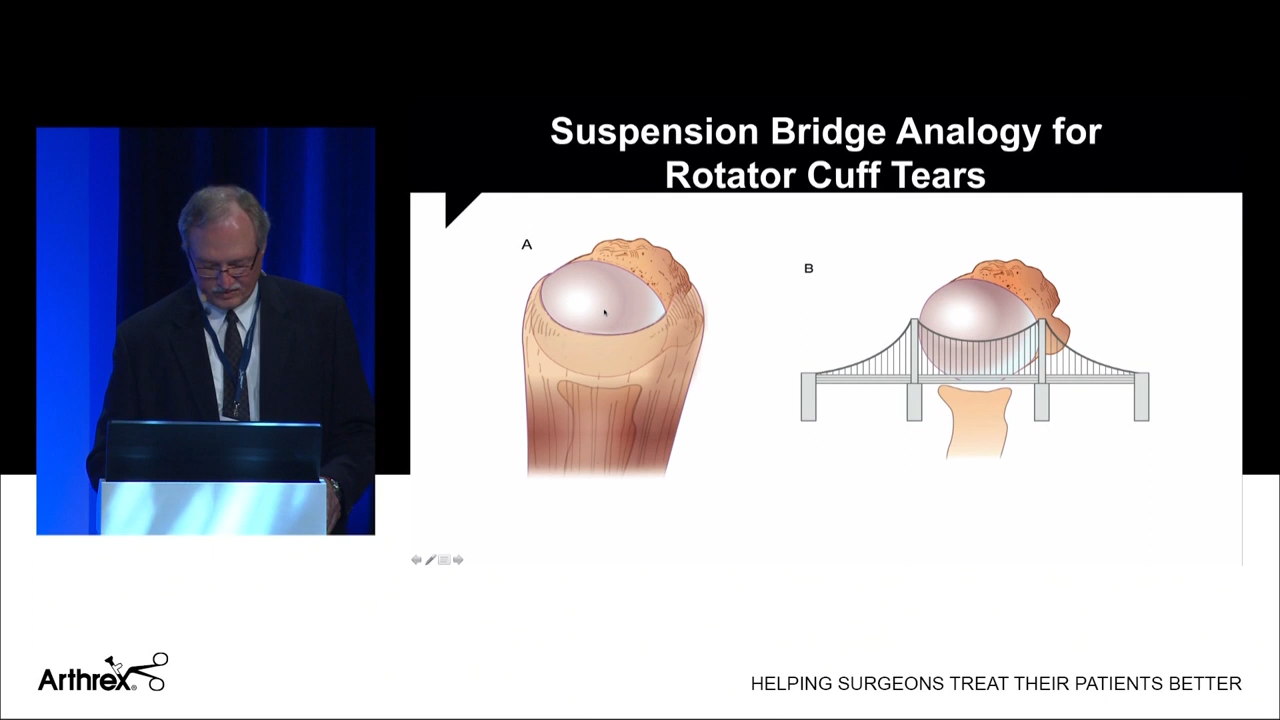 Suspension Bridge Analogy for
Rotator Cuff Tears
A
B
Arthrex®
HELPING SURGEONS TREAT THEIR PATIENTS BETTER